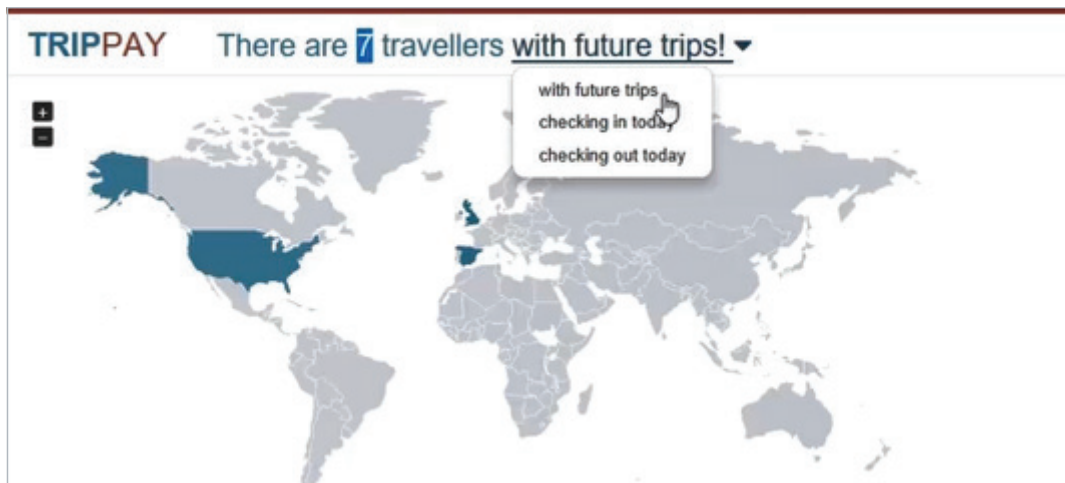 TRIPPAY There are 7 travellers with future trips!
+
−
with future trips
checking in today
checking out today